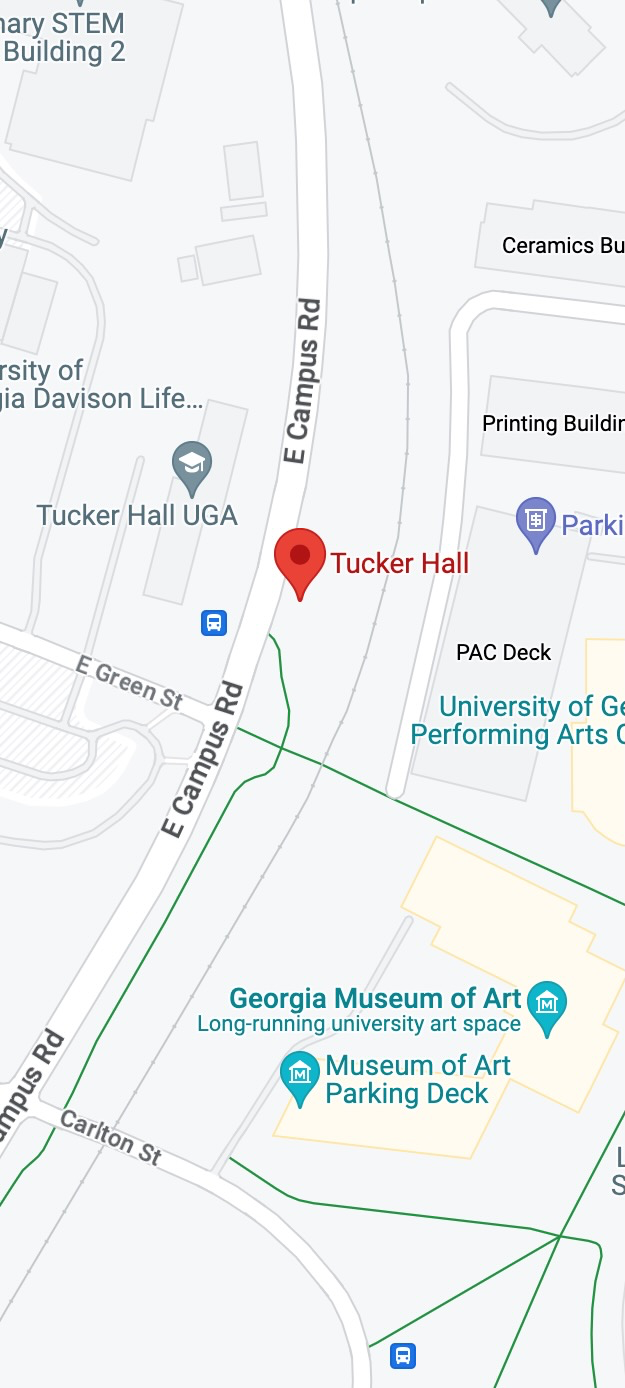 nary STEM
Building 2
Ceramics Bu
E Campus Rd
rsity of
gia Davison Life...
Printing Buildin
Tucker Hall UGA
Parki
Tucker Hall
PAC Deck
E Green St
University of Ge
Performing Arts C
E Campus Rd
Georgia Museum of Art
Long-running university art space
Museum of Art
Parking Deck
ampus Rd
Carlton St
L
S